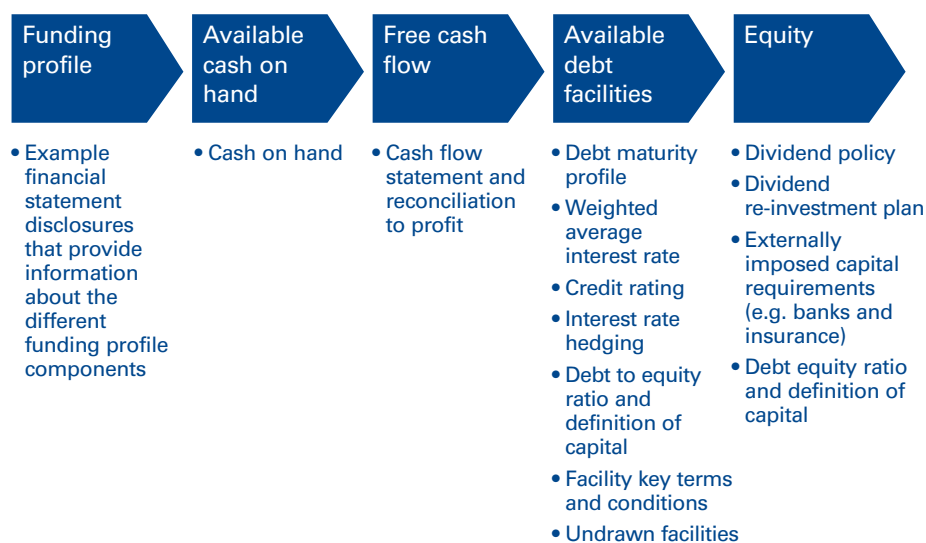 Funding
profile
Available
cash on
hand
Free cash
flow
Available
debt
facilities
Equity
• Example
financial
statement
disclosures
that provide
information
about the
different
funding profile
components
• Cash on hand
• Cash flow
statement and
reconciliation
to profit
• Debt maturity
profile
• Weighted
average
interest rate
• Credit rating
• Interest rate
hedging
• Debt to equity
ratio and
definition of
capital
• Facility key terms
and conditions
• Undrawn facilities
• Dividend policy
• Dividend
re-investment plan
• Externally
imposed capital
requirements
(e.g. banks and
insurance)
• Debt equity ratio
and definition of
capital